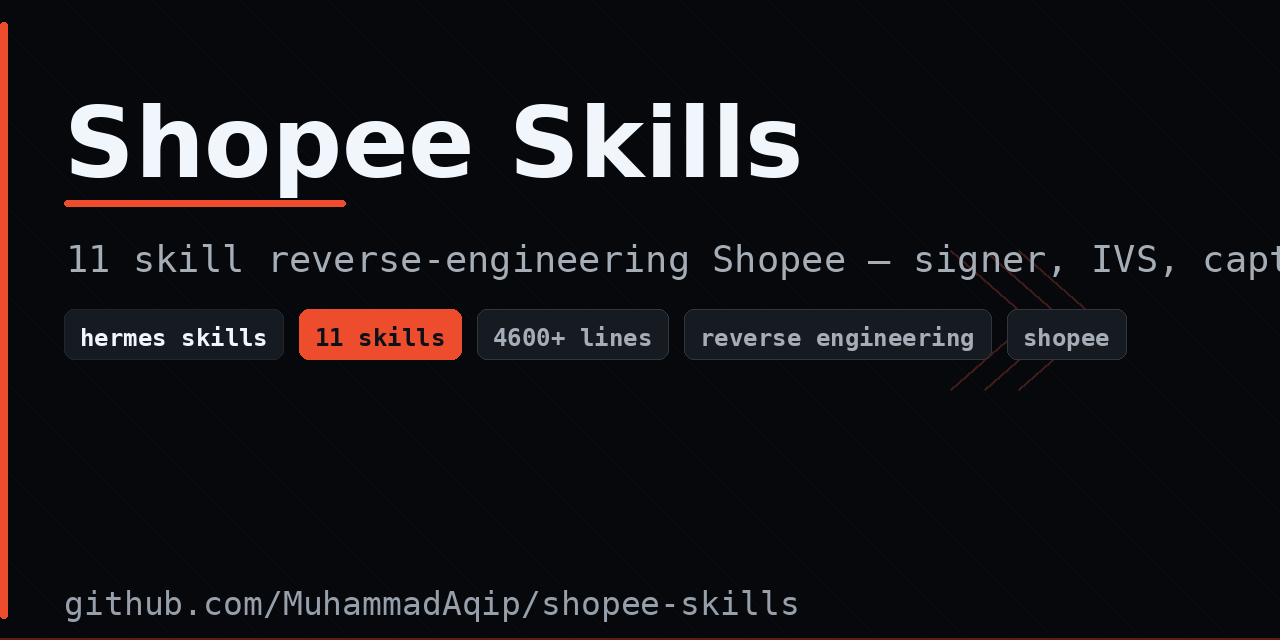 Shopee Skills
11 skill reverse-engineering Shopee — signer, IVS, capt
hermes skills 11 skills 4600+ lines reverse engineering shopee
github.com/MuhammadAqip/shopee-skills